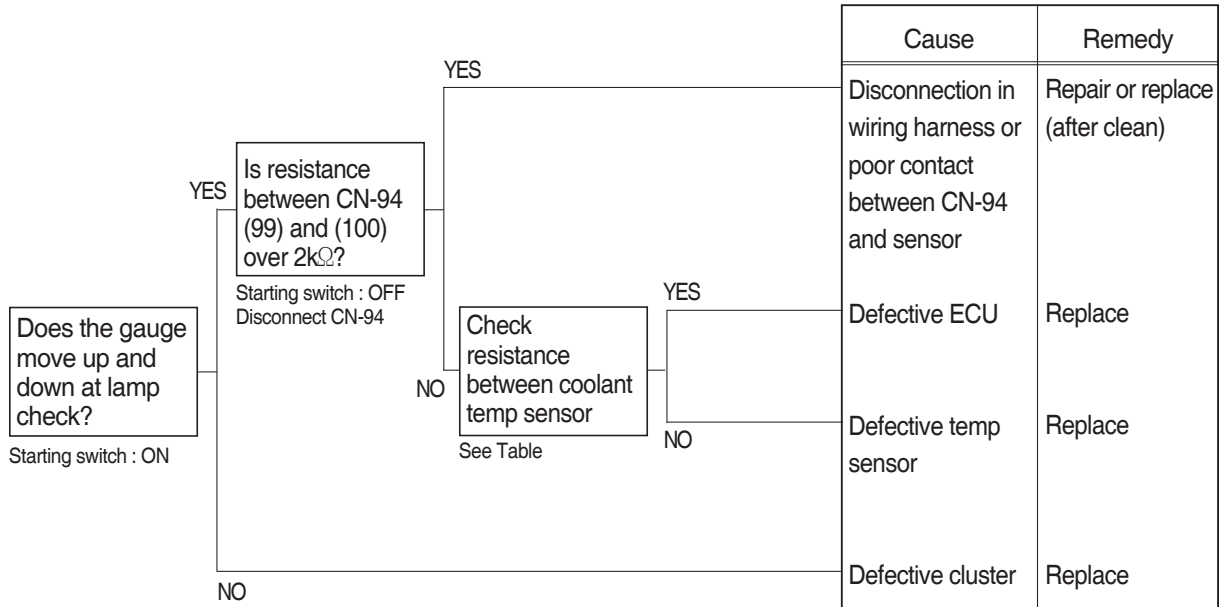 Does the gauge
move up and
down at lamp
check?
Starting switch : ON
YES
NO
Is resistance
between CN-94
(99) and (100)
over 2kΩ?
Starting switch : OFF
Disconnect CN-94
YES
NO
Check
resistance
between coolant
temp sensor
See Table
YES
NO
Cause
Remedy
Disconnection in
wiring harness or
poor contact
between CN-94
and sensor
Repair or replace
(after clean)
Defective ECU
Replace
Defective temp
sensor
Replace
Defective cluster
Replace